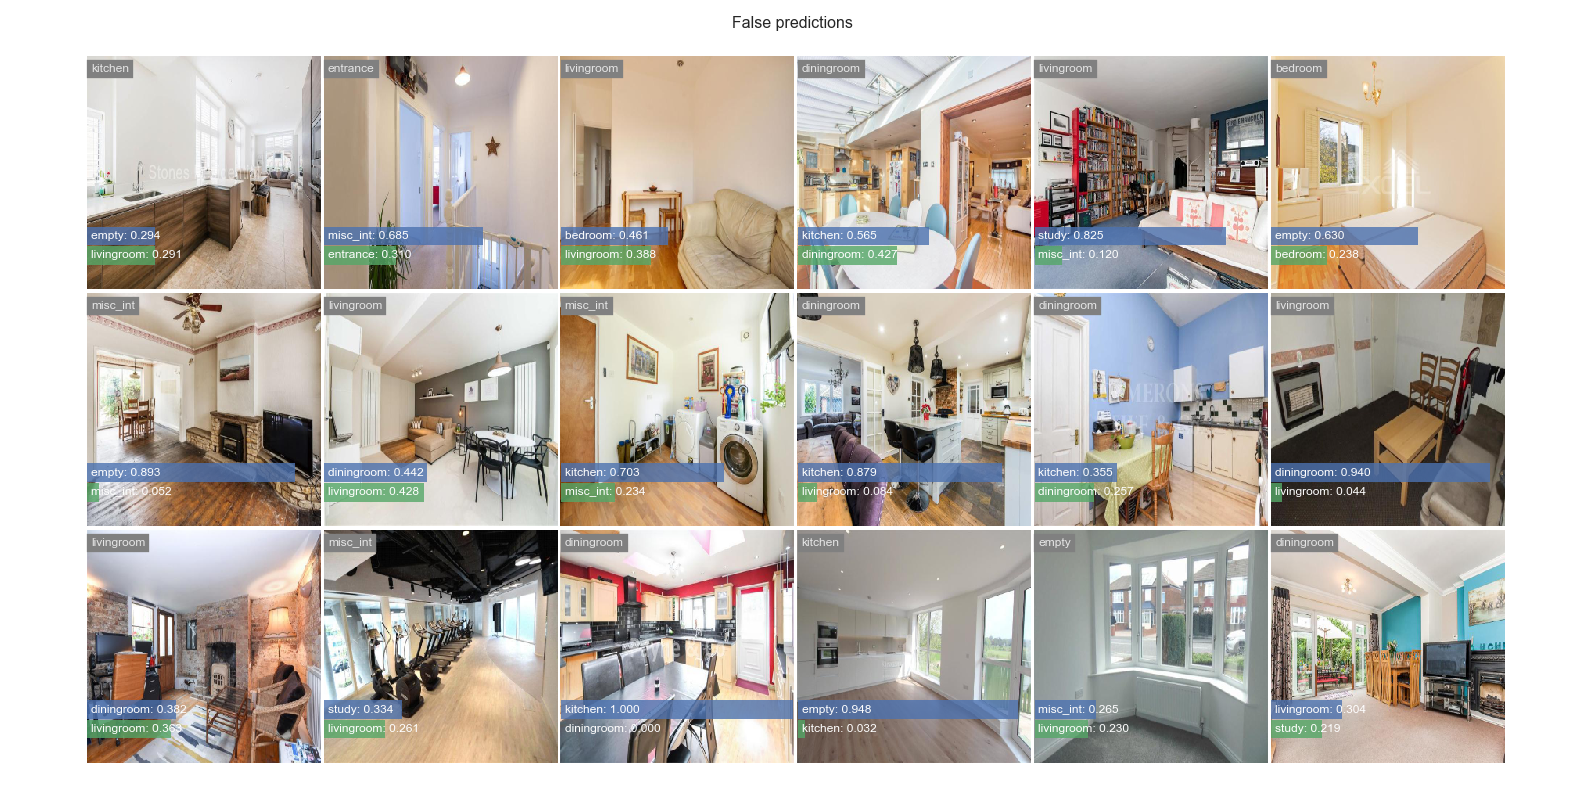 False predictions
kitchen
Stones
empty: 0.294
livingroom: 0.291
entrance
misc_int: 0.685
entrance: 0.310
livingroom
bedroom: 0.461
livingroom: 0.388
diningroom
kitchen: 0.565
diningroom: 0.427
livingroom
study: 0.825
misc_int: 0.120
bedroom
EXCEL
empty: 0.630
bedroom: 0.238
misc_int
empty: 0.893
misc_int: 0.052
livingroom
diningroom: 0.442
livingroom: 0.428
misc_int
kitchen: 0.703
misc_int: 0.234
diningroom
kitchen: 0.879
livingroom: 0.084
diningroom
kitchen: 0.355
diningroom: 0.257
livingroom
diningroom: 0.940
livingroom: 0.044
livingroom
diningroom: 0.382
livingroom: 0.363
misc_int
study: 0.334
livingroom: 0.261
diningroom
kitchen: 1.000
diningroom: 0.000
kitchen
empty: 0.948
kitchen: 0.032
empty
misc_int: 0.265
livingroom: 0.230
diningroom
livingroom: 0.304
study: 0.219